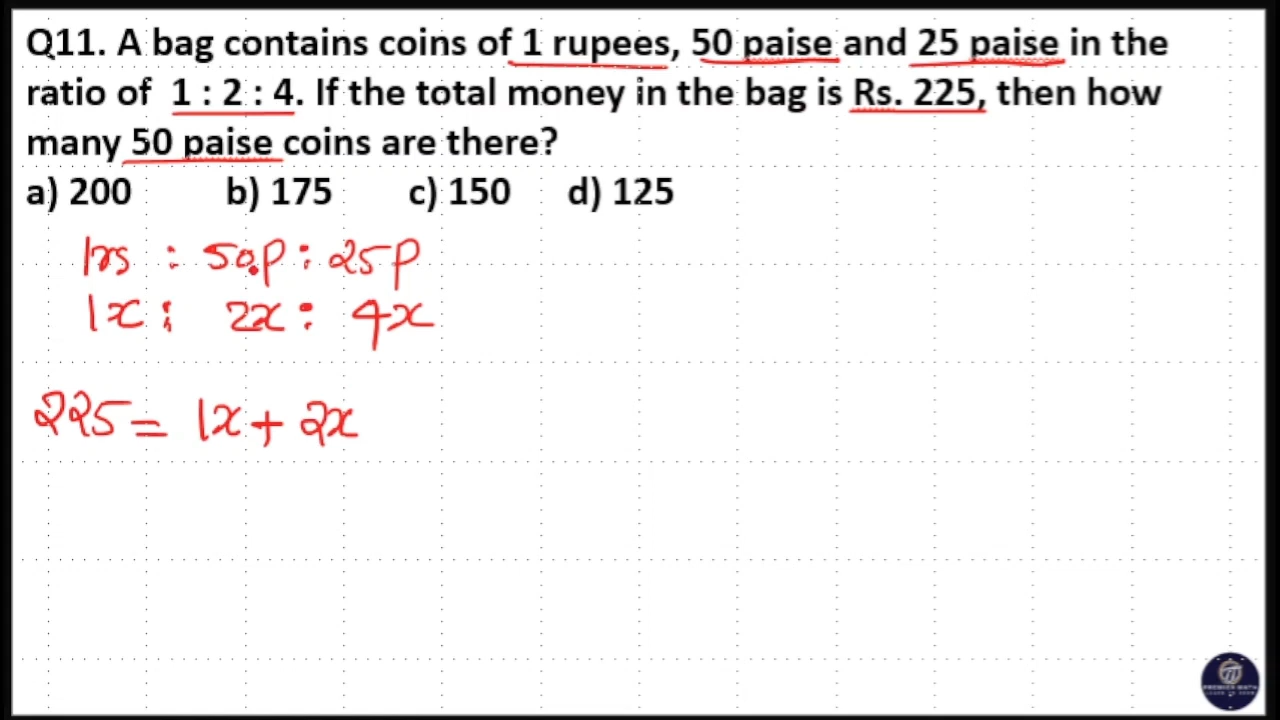 Q11. A bag contains coins of 1 rupees, 50 paise and 25 paise in the
ratio of 1 : 2 : 4. If the total money in the bag is Rs. 225, then how
many 50 paise coins are there?
a) 200 b) 175 c) 150 d) 125
1rs : 50p : 25p
1x : 2x : 4x
225 = 1x + 2x
PREMIER MATH